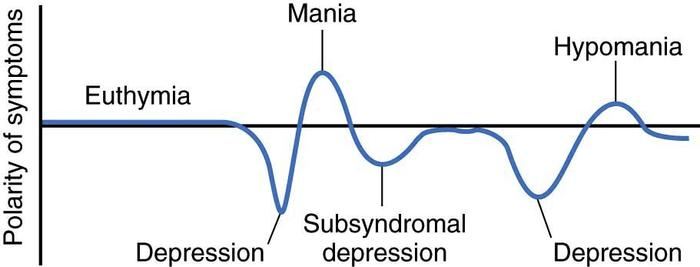 Polarity of symptoms
Mania
Hypomania
Euthymia
Subsyndromal
depression
Depression
Depression